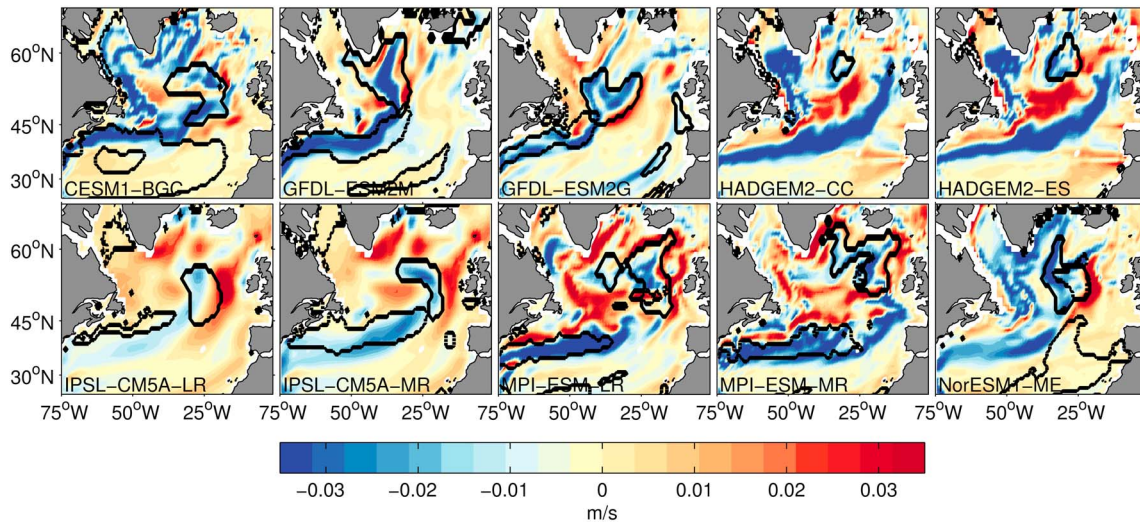 60°N
45°N
30°N
CESM1-BGC
GFDL-ESM2M
GFDL-ESM2G
HADGEM2-CC
HADGEM2-ES
60°N
45°N
30°N
IPSL-CM5A-LR
IPSL-CM5A-MR
MPI-ESM-LR
MPI-ESM-MR
NorESM1-ME
75°W 50°W 25°W 75°W 50°W 25°W 75°W 50°W 25°W 75°W 50°W 25°W 75°W 50°W 25°W
−0.03 −0.02 −0.01 0 0.01 0.02 0.03
m/s